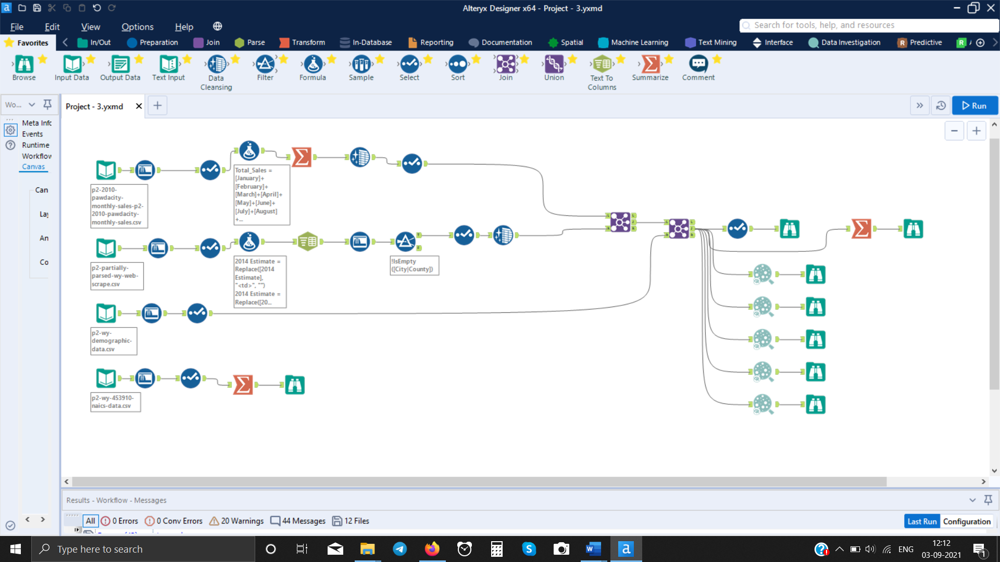 Alteryx Designer x64 - Project - 3.yxmd
File Edit View Options Help
Search for tools, help, and resources
Favorites In/Out Preparation Join Parse Transform In-Database Reporting Documentation Spatial Machine Learning Text Mining Interface Data Investigation Predictive
Browse Input Data Output Data Text Input Data Cleansing Filter Formula Sample Select Sort Join Union Text To Columns Summarize Comment
Wo...
Project - 3.yxmd
Run
Meta Info
Events
Runtime
Workflow
Canvas
Can
Lay
An
Co
Total_Sales =
[January]+
[February]+
[March]+[April]+
[May]+[June]+
[July]+[August]
+...
p2-2010-
pawdacity-
monthly-sales-p2-
2010-pawdacity-
monthly-sales.csv
2014 Estimate =
Replace([2014
Estimate],
"<td>", "")
2014 Estimate =
Replace([20...
!IsEmpty
([City|County])
p2-partially-
parsed-wy-web-
scrape.csv
p2-wy-
demographic-
data.csv
p2-wy-453910-
naics-data.csv
Results - Workflow - Messages
All 0 Errors 0 Conv Errors 20 Warnings 44 Messages 12 Files
Last Run Configuration
Type here to search
ENG
12:12
03-09-2021
1